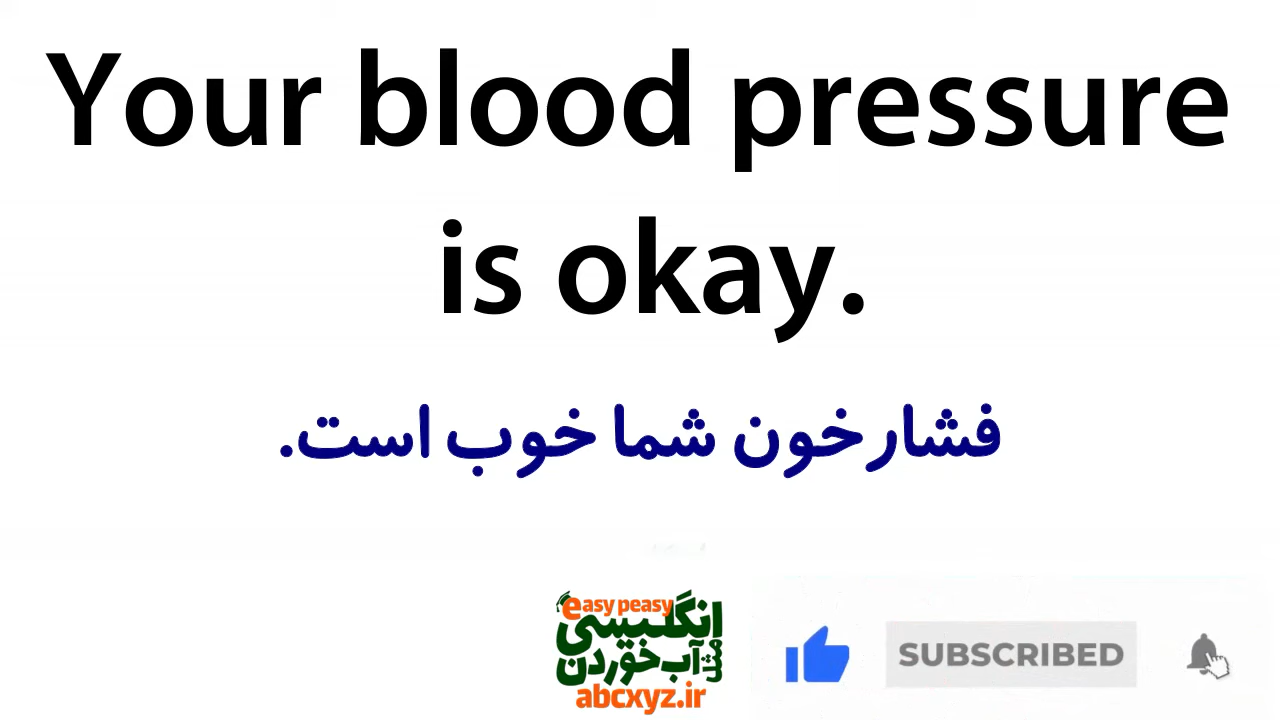 Your blood pressure
is okay.
فشارخون شما خوب است.
easy peasy
انگلیسی
مثل آب خوردن
abcxyz.ir
SUBSCRIBED